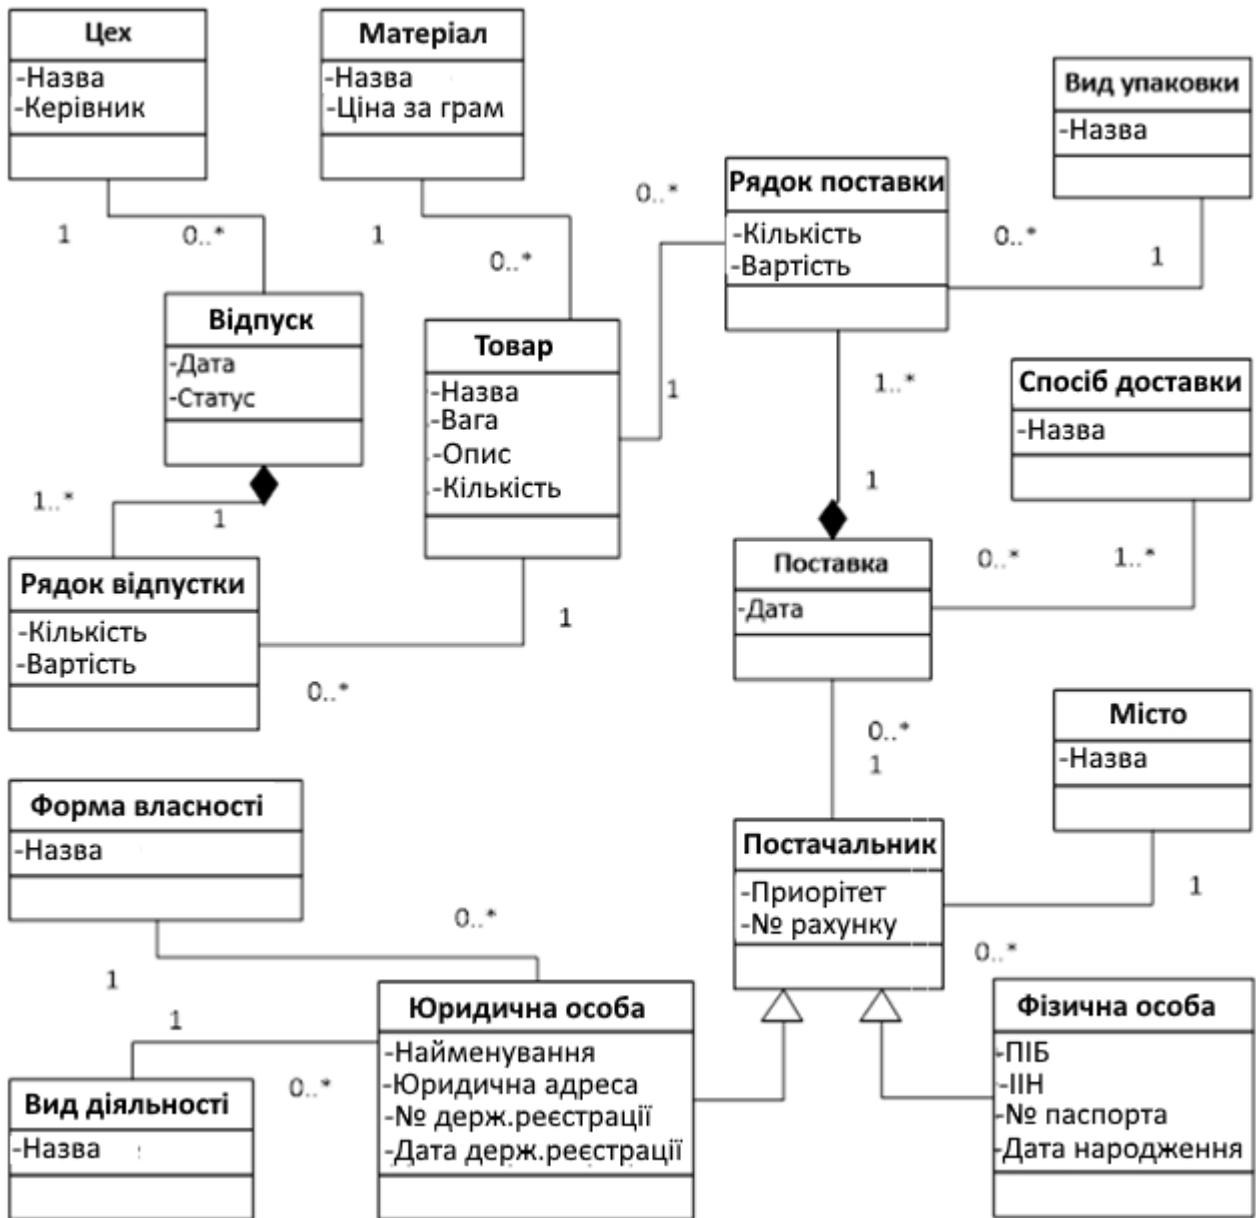 Цех
-Назва
-Керівник
1
0..*
Матеріал
-Назва
-Ціна за грам
1
0..*
Вид упаковки
-Назва
1
0..*
Рядок поставки
-Кількість
-Вартість
0..*
1
1..*
1
Відпуск
-Дата
-Статус
1..*
1
Товар
-Назва
-Вага
-Опис
-Кількість
1
0..*
Спосіб доставки
-Назва
0..*
1..*
Рядок відпустки
-Кількість
-Вартість
Поставка
-Дата
0..*
1
Місто
-Назва
1
0..*
Форма власності
-Назва
1
0..*
Постачальник
-Приорітет
-№ рахунку
1
0..*
Вид діяльності
-Назва
Юридична особа
-Найменування
-Юридична адреса
-№ держ.реєстрації
-Дата держ.реєстрації
Фізична особа
-ПІБ
-ІІН
-№ паспорта
-Дата народження